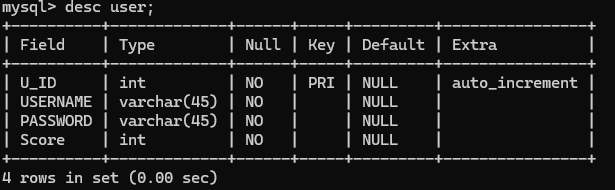 mysql> desc user;
+----------+-------------+------+-----+---------+----------------+
| Field    | Type        | Null | Key | Default | Extra          |
+----------+-------------+------+-----+---------+----------------+
| U_ID     | int         | NO   | PRI | NULL    | auto_increment |
| USERNAME | varchar(45) | NO   |     | NULL    |                |
| PASSWORD | varchar(45) | NO   |     | NULL    |                |
| Score    | int         | NO   |     | NULL    |                |
+----------+-------------+------+-----+---------+----------------+
4 rows in set (0.00 sec)